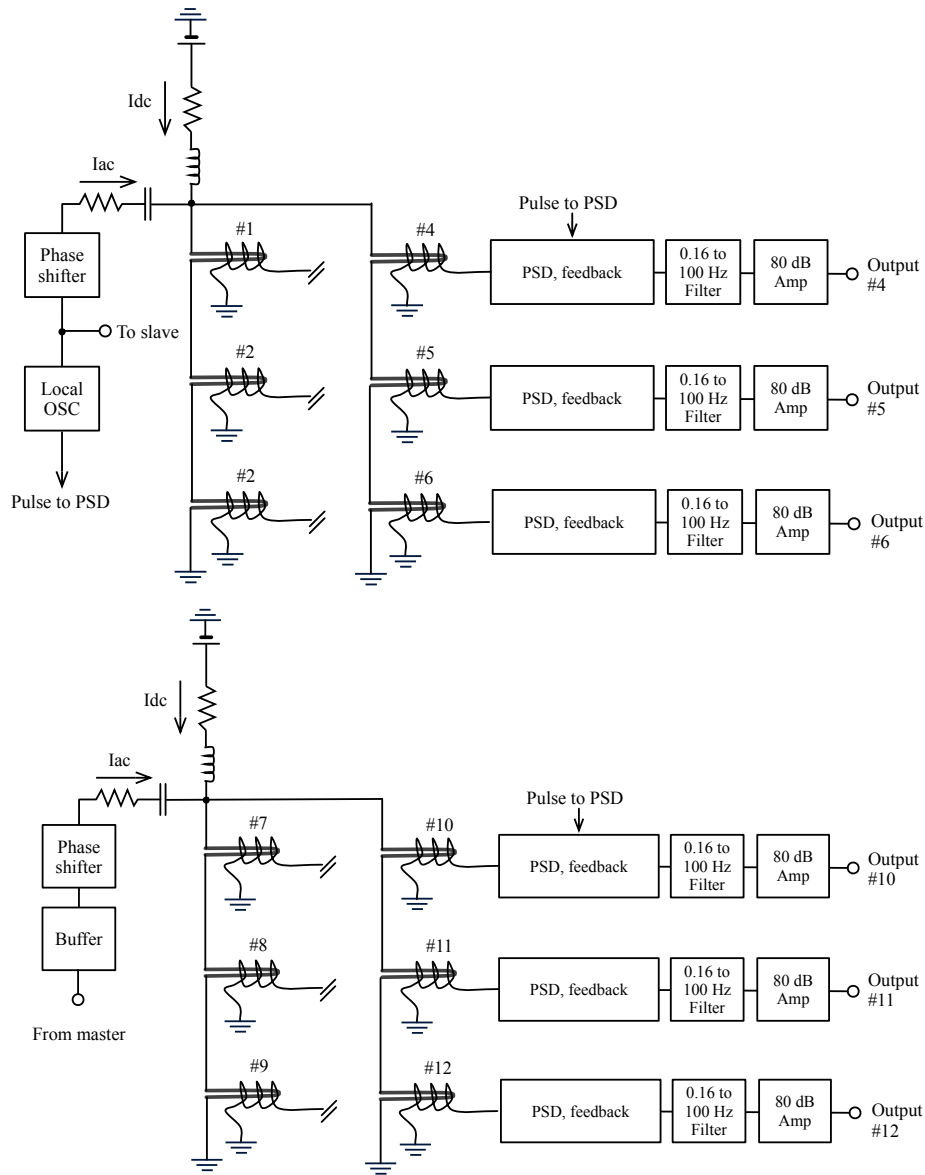 Idc
Iac
Phase
shifter
To slave
Local
OSC
Pulse to PSD
#1
#2
#2
#4
#5
#6
Pulse to PSD
PSD, feedback
0.16 to
100 Hz
Filter
80 dB
Amp
Output
#4
PSD, feedback
0.16 to
100 Hz
Filter
80 dB
Amp
Output
#5
PSD, feedback
0.16 to
100 Hz
Filter
80 dB
Amp
Output
#6
Idc
Iac
Phase
shifter
Buffer
From master
#7
#8
#9
#10
#11
#12
Pulse to PSD
PSD, feedback
0.16 to
100 Hz
Filter
80 dB
Amp
Output
#10
PSD, feedback
0.16 to
100 Hz
Filter
80 dB
Amp
Output
#11
PSD, feedback
0.16 to
100 Hz
Filter
80 dB
Amp
Output
#12